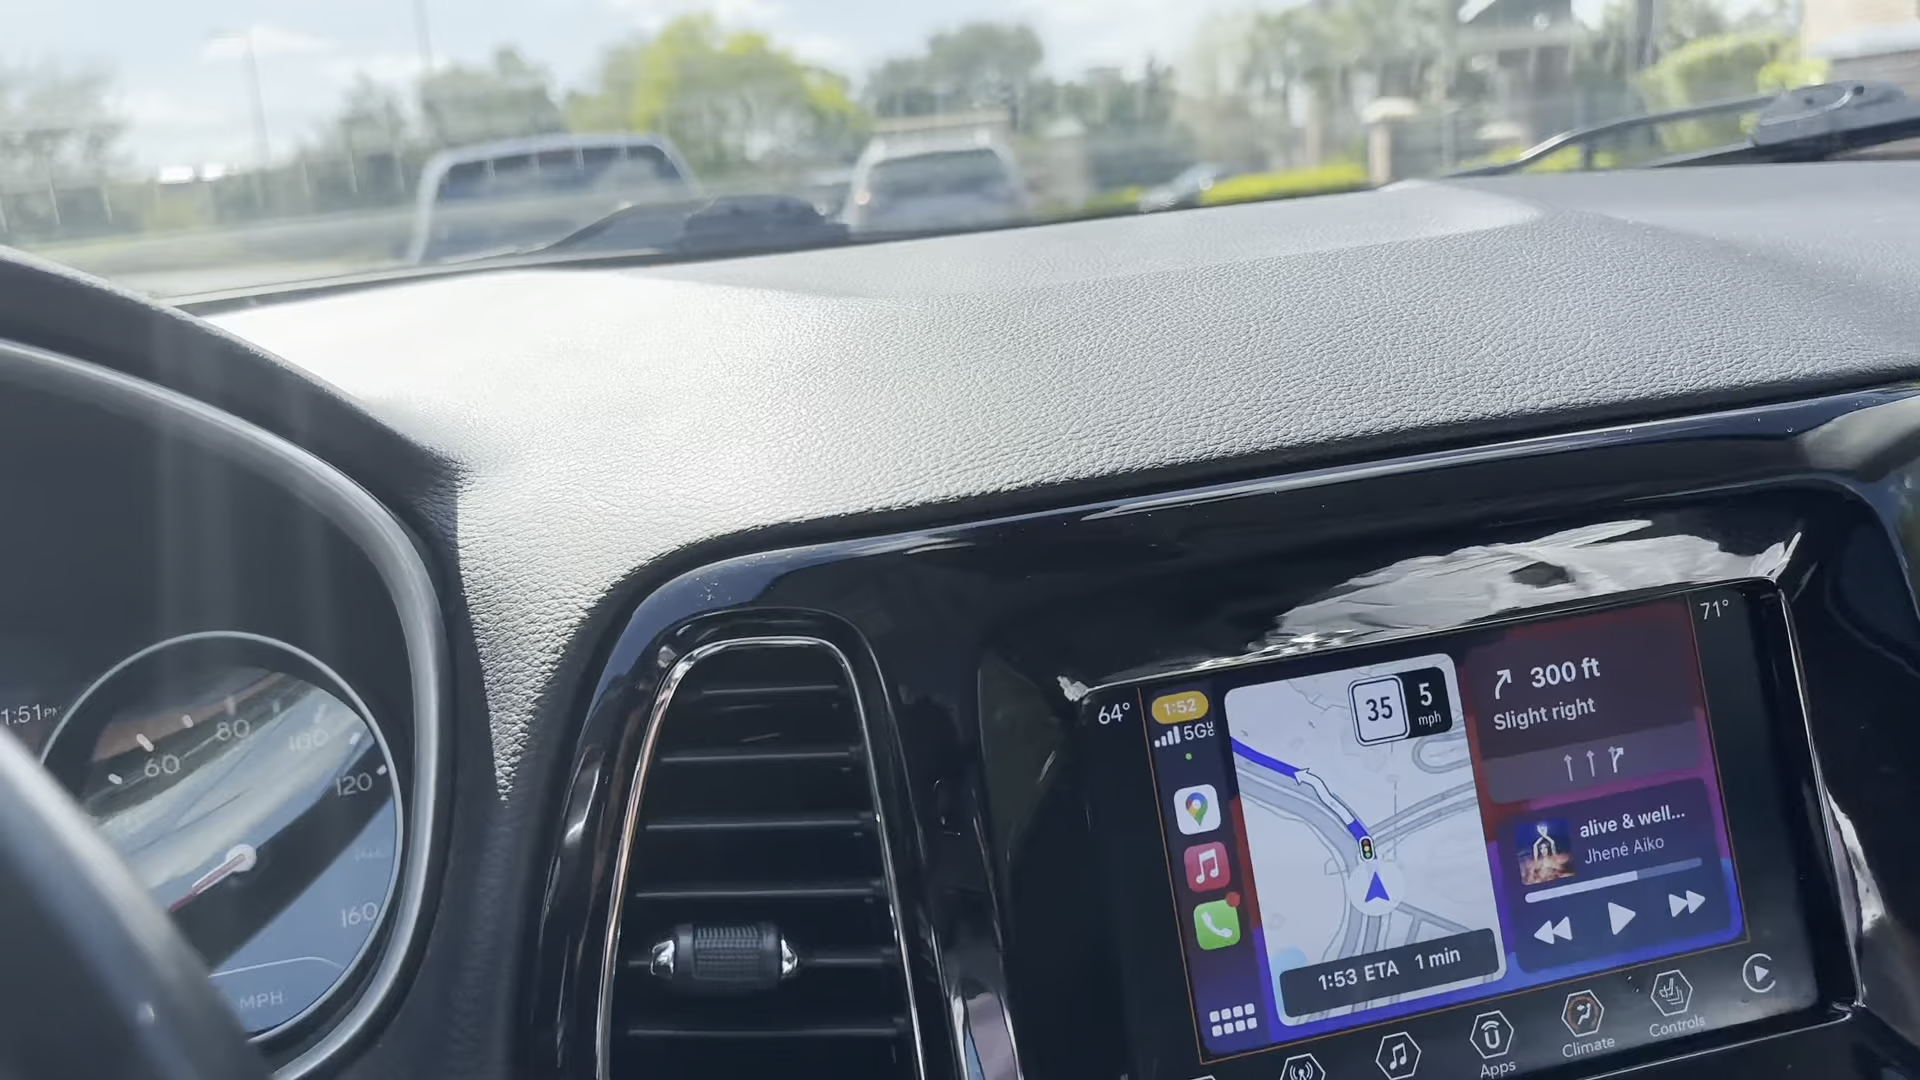 1:51PM
60
80
100
120
160
MPH
64°
71°
1:52
5G
35
5
mph
300 ft
Slight right
alive & well...
Jhené Aiko
1:53 ETA 1 min
Apps
Climate
Controls